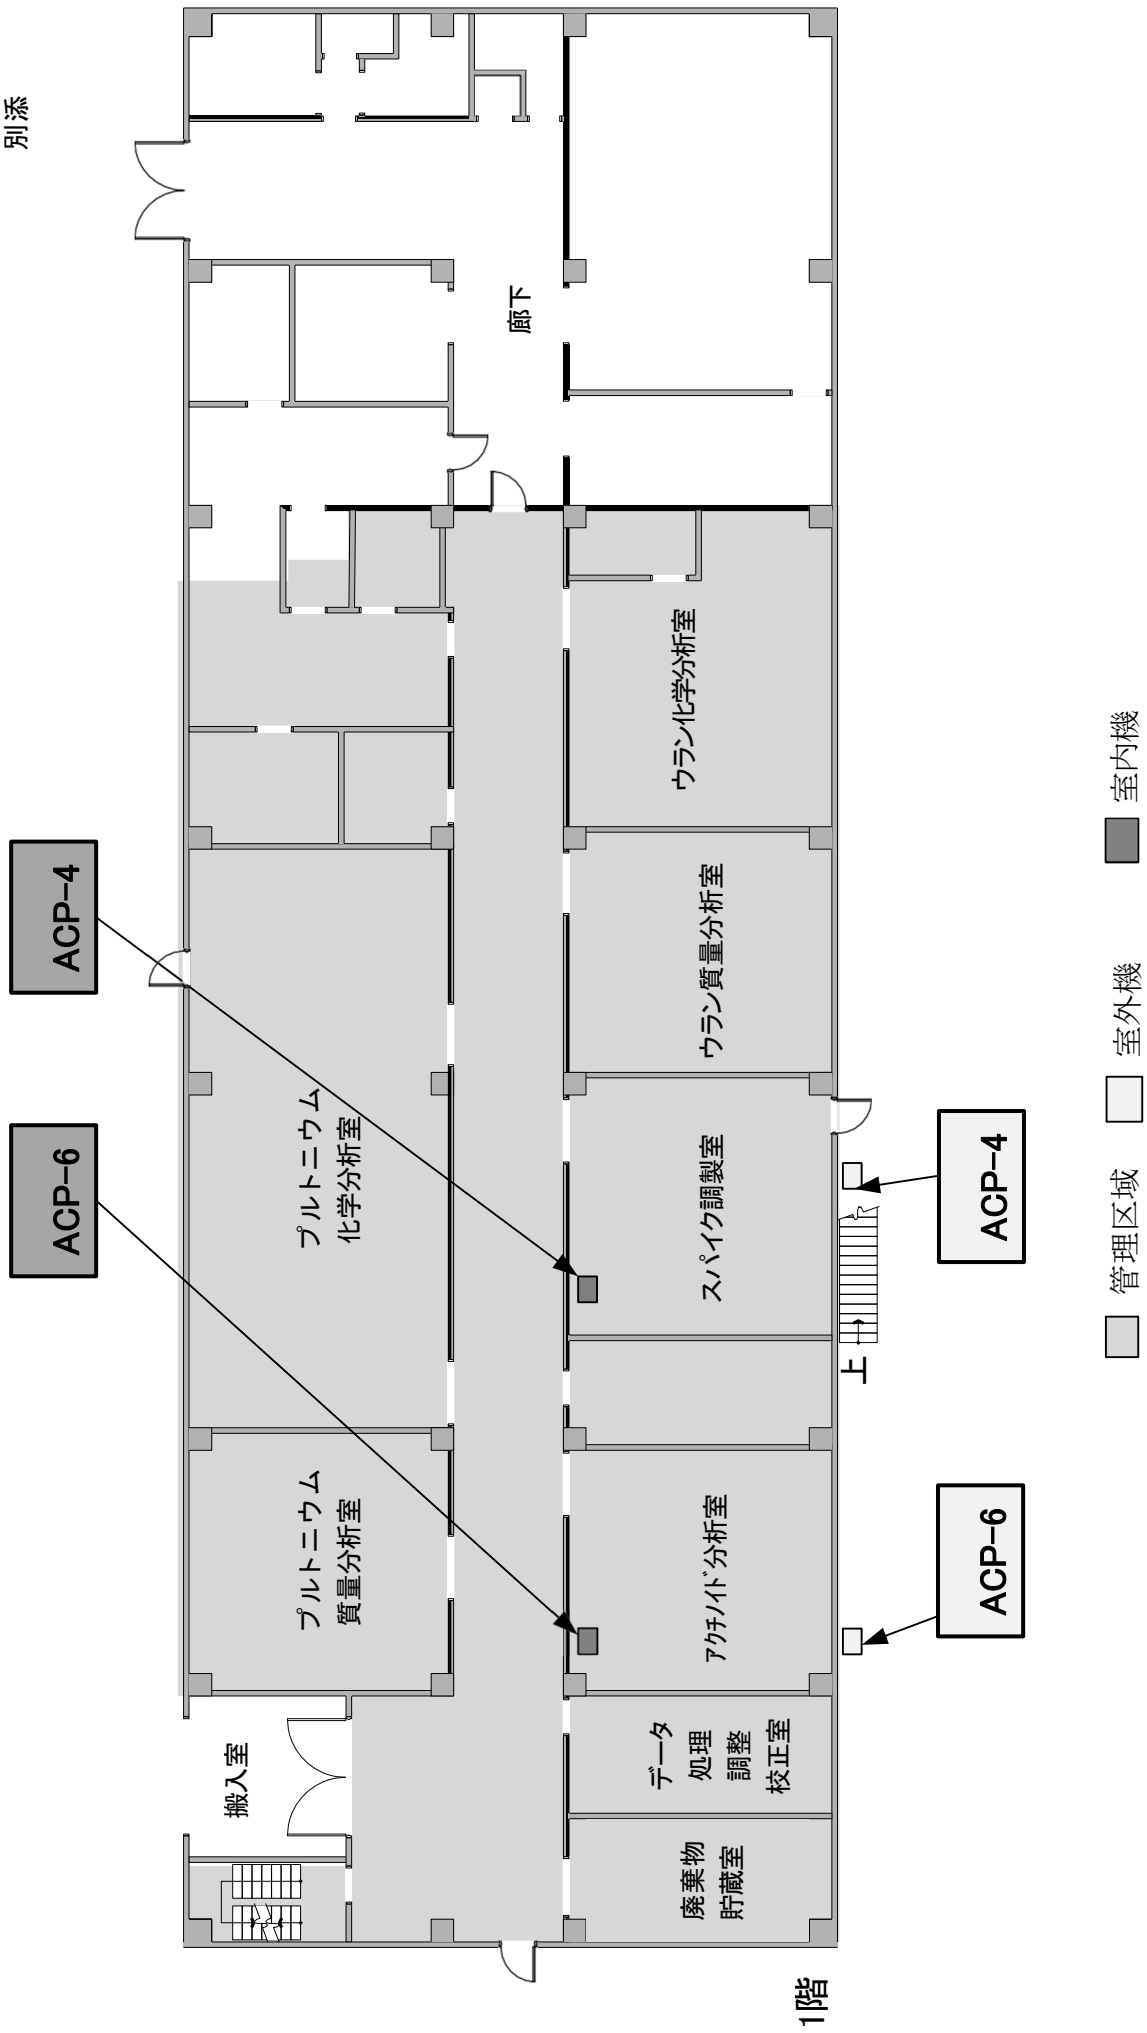 別添
ACP-6
ACP-4
搬入室
プルトニウム
質量分析室
プルトニウム
化学分析室
廊下
廃棄物
貯蔵室
データ
処理
調整
校正室
ｱｸﾁﾉｲﾄﾞ分析室
スパイク調製室
ウラン質量分析室
ウラン化学分析室
1階
上
ACP-6
ACP-4
管理区域
室外機
室内機